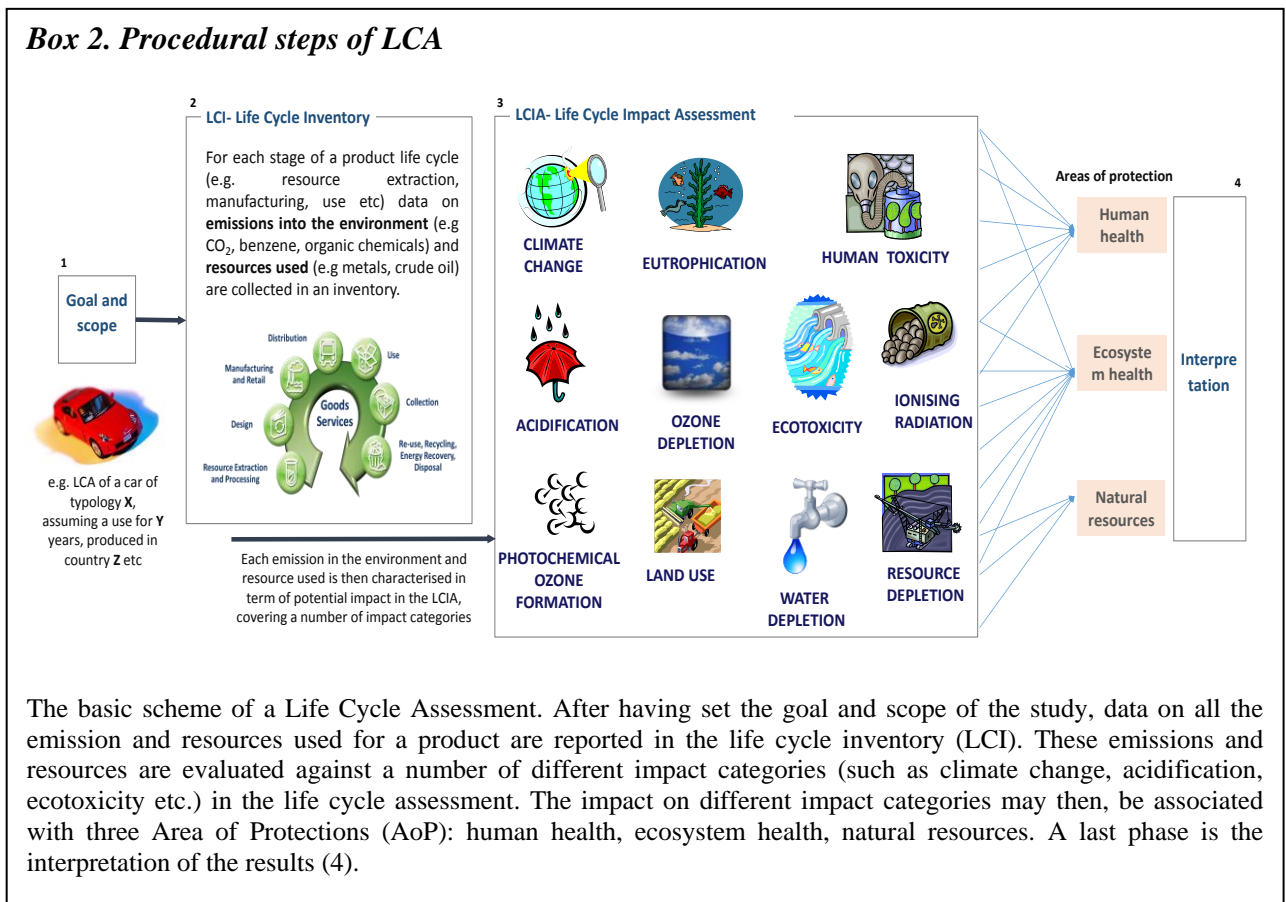 Box 2. Procedural steps of LCA
1
Goal and
scope
e.g. LCA of a car of
typology X,
assuming a use for Y
years, produced in
country Z etc
2
LCI- Life Cycle Inventory
For each stage of a product life cycle
(e.g. resource extraction,
manufacturing, use etc) data on
emissions into the environment (e.g
CO2, benzene, organic chemicals) and
resources used (e.g metals, crude oil)
are collected in an inventory.
Distribution
Use
Manufacturing
and Retail
Collection
Goods
Services
Design
Re-use, Recycling,
Energy Recovery,
Disposal
Resource Extraction
and Processing
Each emission in the environment and
resource used is then characterised in
term of potential impact in the LCIA,
covering a number of impact categories
3
LCIA- Life Cycle Impact Assessment
CLIMATE
CHANGE
EUTROPHICATION
HUMAN TOXICITY
ACIDIFICATION
OZONE
DEPLETION
ECOTOXICITY
IONISING
RADIATION
PHOTOCHEMICAL
OZONE
FORMATION
LAND USE
WATER
DEPLETION
RESOURCE
DEPLETION
Areas of protection
Human
health
Ecosyste
m health
Natural
resources
4
Interpre
tation
The basic scheme of a Life Cycle Assessment. After having set the goal and scope of the study, data on all the
emission and resources used for a product are reported in the life cycle inventory (LCI). These emissions and
resources are evaluated against a number of different impact categories (such as climate change, acidification,
ecotoxicity etc.) in the life cycle assessment. The impact on different impact categories may then, be associated
with three Area of Protections (AoP): human health, ecosystem health, natural resources. A last phase is the
interpretation of the results (4).